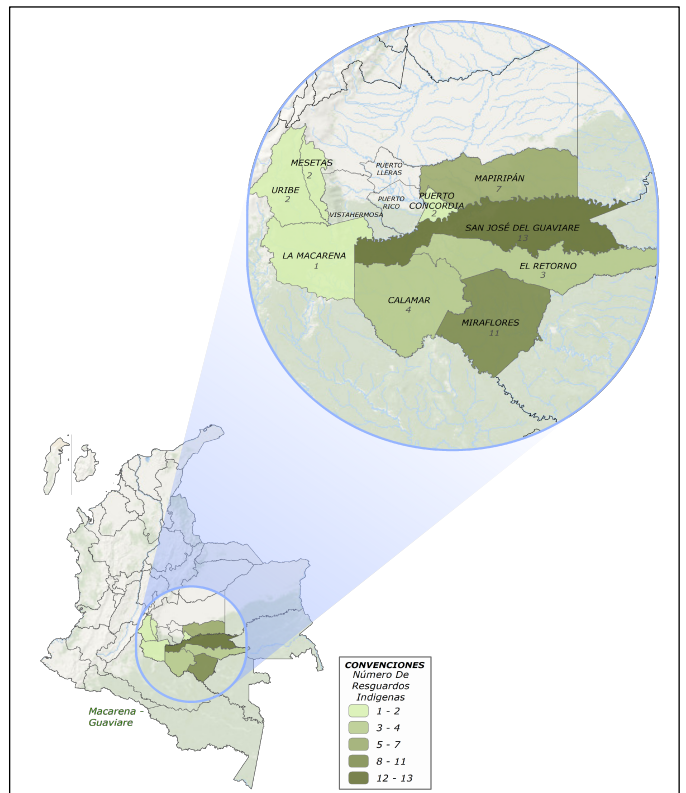 MESETAS
2
URIBE
2
PUERTO
LLERAS
PUERTO
RICO
VISTAHERMOSA
PUERTO
CONCORDIA
2
MAPIRIPÁN
7
SAN JOSÉ DEL GUAVIARE
13
LA MACARENA
1
EL RETORNO
3
CALAMAR
4
MIRAFLORES
11
Macarena -
Guaviare
CONVENCIONES
Número De
Resguardos
Indigenas
1 - 2
3 - 4
5 - 7
8 - 11
12 - 13